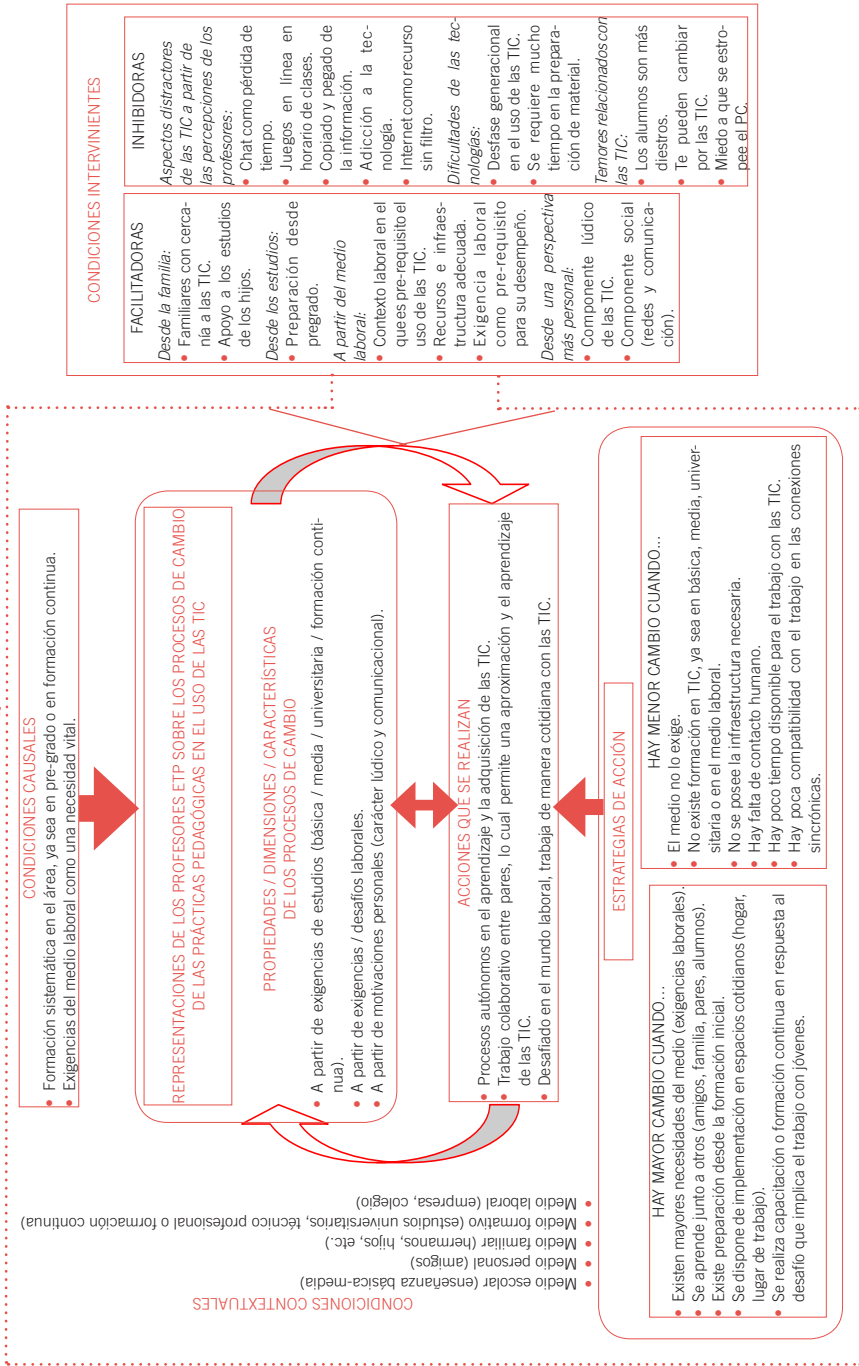 CONDICIONES CAUSALES
• Formación sistemática en el área, ya sea en pre-grado o en formación continua.
• Exigencias del medio laboral como una necesidad vital.
REPRESENTACIONES DE LOS PROFESORES ETP SOBRE LOS PROCESOS DE CAMBIO
DE LAS PRÁCTICAS PEDAGÓGICAS EN EL USO DE LAS TIC
PROPIEDADES / DIMENSIONES / CARACTERÍSTICAS
DE LOS PROCESOS DE CAMBIO
• A partir de exigencias de estudios (básica / media / universitaria / formación conti-
nua).
• A partir de exigencias / desafíos laborales.
• A partir de motivaciones personales (carácter lúdico y comunicacional).
ACCIONES QUE SE REALIZAN
• Procesos autónomos en el aprendizaje y la adquisición de las TIC.
• Trabajo colaborativo entre pares, lo cual permite una aproximación y el aprendizaje
de las TIC.
• Desafiado en el mundo laboral, trabaja de manera cotidiana con las TIC.
ESTRATEGIAS DE ACCIÓN
HAY MAYOR CAMBIO CUANDO...
• Existen mayores necesidades del medio (exigencias laborales).
• Se aprende junto a otros (amigos, familia, pares, alumnos).
• Existe preparación desde la formación inicial.
• Se dispone de implementación en espacios cotidianos (hogar,
lugar de trabajo).
• Se realiza capacitación o formación continua en respuesta al
desafío que implica el trabajo con jóvenes.
HAY MENOR CAMBIO CUANDO...
• El medio no lo exige.
• No existe formación en TIC, ya sea en básica, media, univer-
sitaria o en el medio laboral.
• No se posee la infraestructura necesaria.
• Hay falta de contacto humano.
• Hay poco tiempo disponible para el trabajo con las TIC.
• Hay poca compatibilidad con el trabajo en las conexiones
sincrónicas.
CONDICIONES CONTEXTUALES
• Medio escolar (enseñanza básica-media)
• Medio personal (amigos)
• Medio familiar (hermanos, hijos, etc.)
• Medio formativo (estudios universitarios, técnico profesional o formación continua)
• Medio laboral (empresa, colegio)
CONDICIONES INTERVINIENTES
FACILITADORAS
Desde la familia:
• Familiares con cerca-
nía a las TIC.
• Apoyo a los estudios
de los hijos.
Desde los estudios:
• Preparación desde
pregrado.
A partir del medio
laboral:
• Contexto laboral en el
quees pre-requisito el
uso de las TIC.
• Recursos e infraes-
tructura adecuada.
• Exigencia laboral
como pre-requisito
para su desempeño.
Desde una perspectiva
más personal:
• Componente lúdico
de las TIC.
• Componente social
(redes y comunica-
ción).
INHIBIDORAS
Aspectos distractores
de las TIC a partir de
las percepciones de los
profesores:
• Chat como pérdida de
tiempo.
• Juegos en línea en
horario de clases.
• Copiado y pegado de
la información.
• Adicción a la tec-
nología.
• Internet como recurso
sin filtro.
Dificultades de las tec-
nologías:
• Desfase generacional
en el uso de las TIC.
• Se requiere mucho
tiempo en la prepara-
ción de material.
Temores relacionados con
las TIC:
• Los alumnos son más
diestros.
• Te pueden cambiar
por las TIC.
• Miedo a que se estro-
pee el PC.